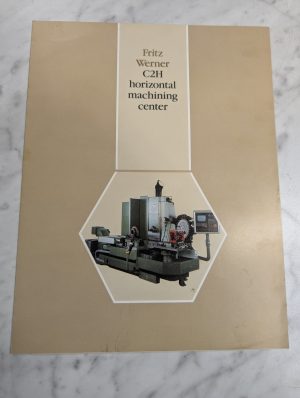 Fritz
Werner
C2H
horizontal
machining
center